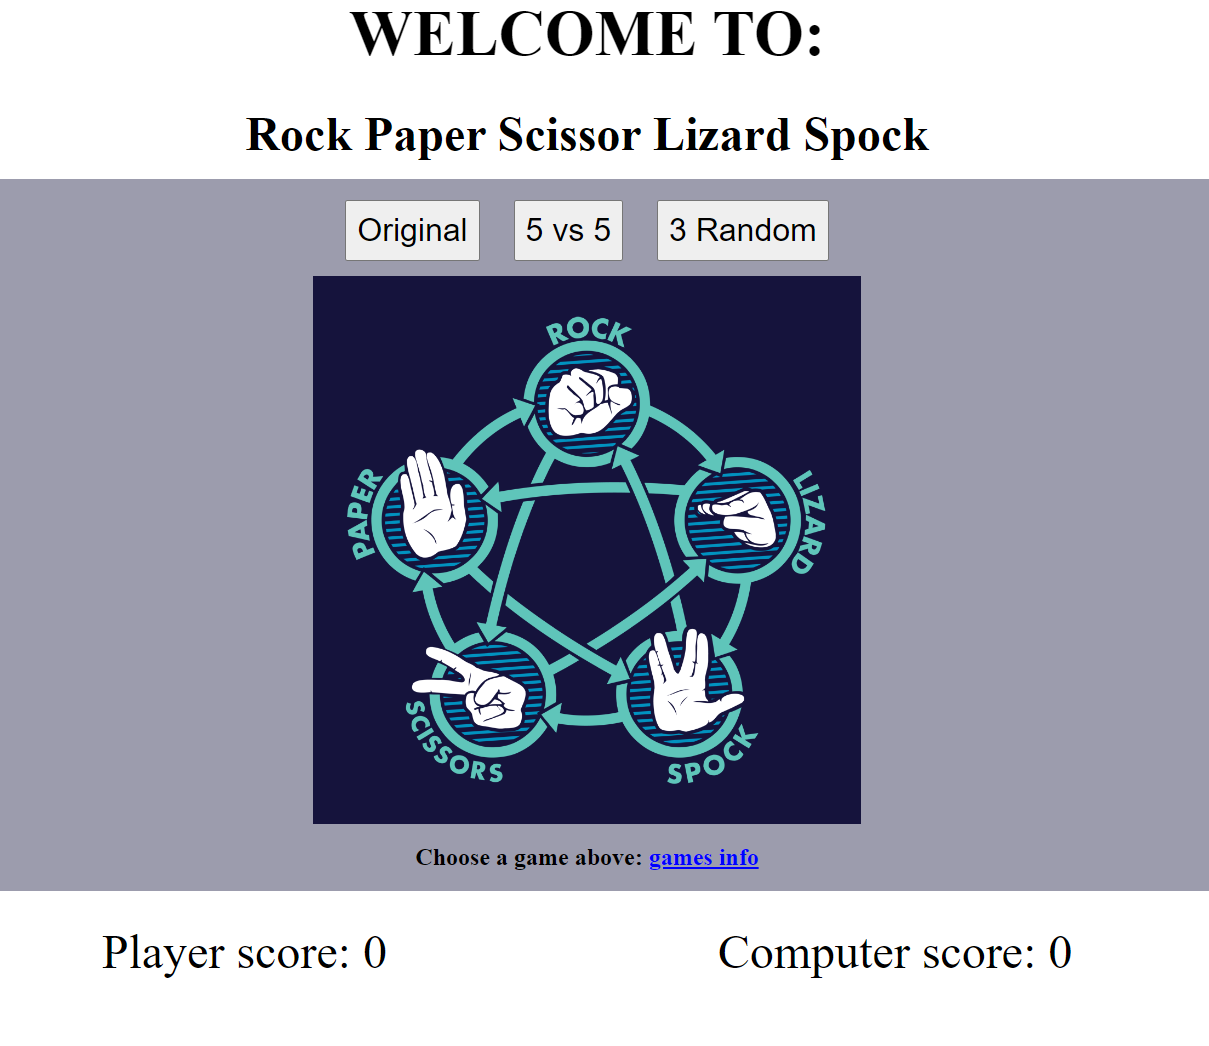 WELCOME TO:
Rock Paper Scissor Lizard Spock
Original 5 vs 5 3 Random
ROCK
PAPER
LIZARD
SCISSORS
SPOCK
Choose a game above: games info
Player score: 0 Computer score: 0